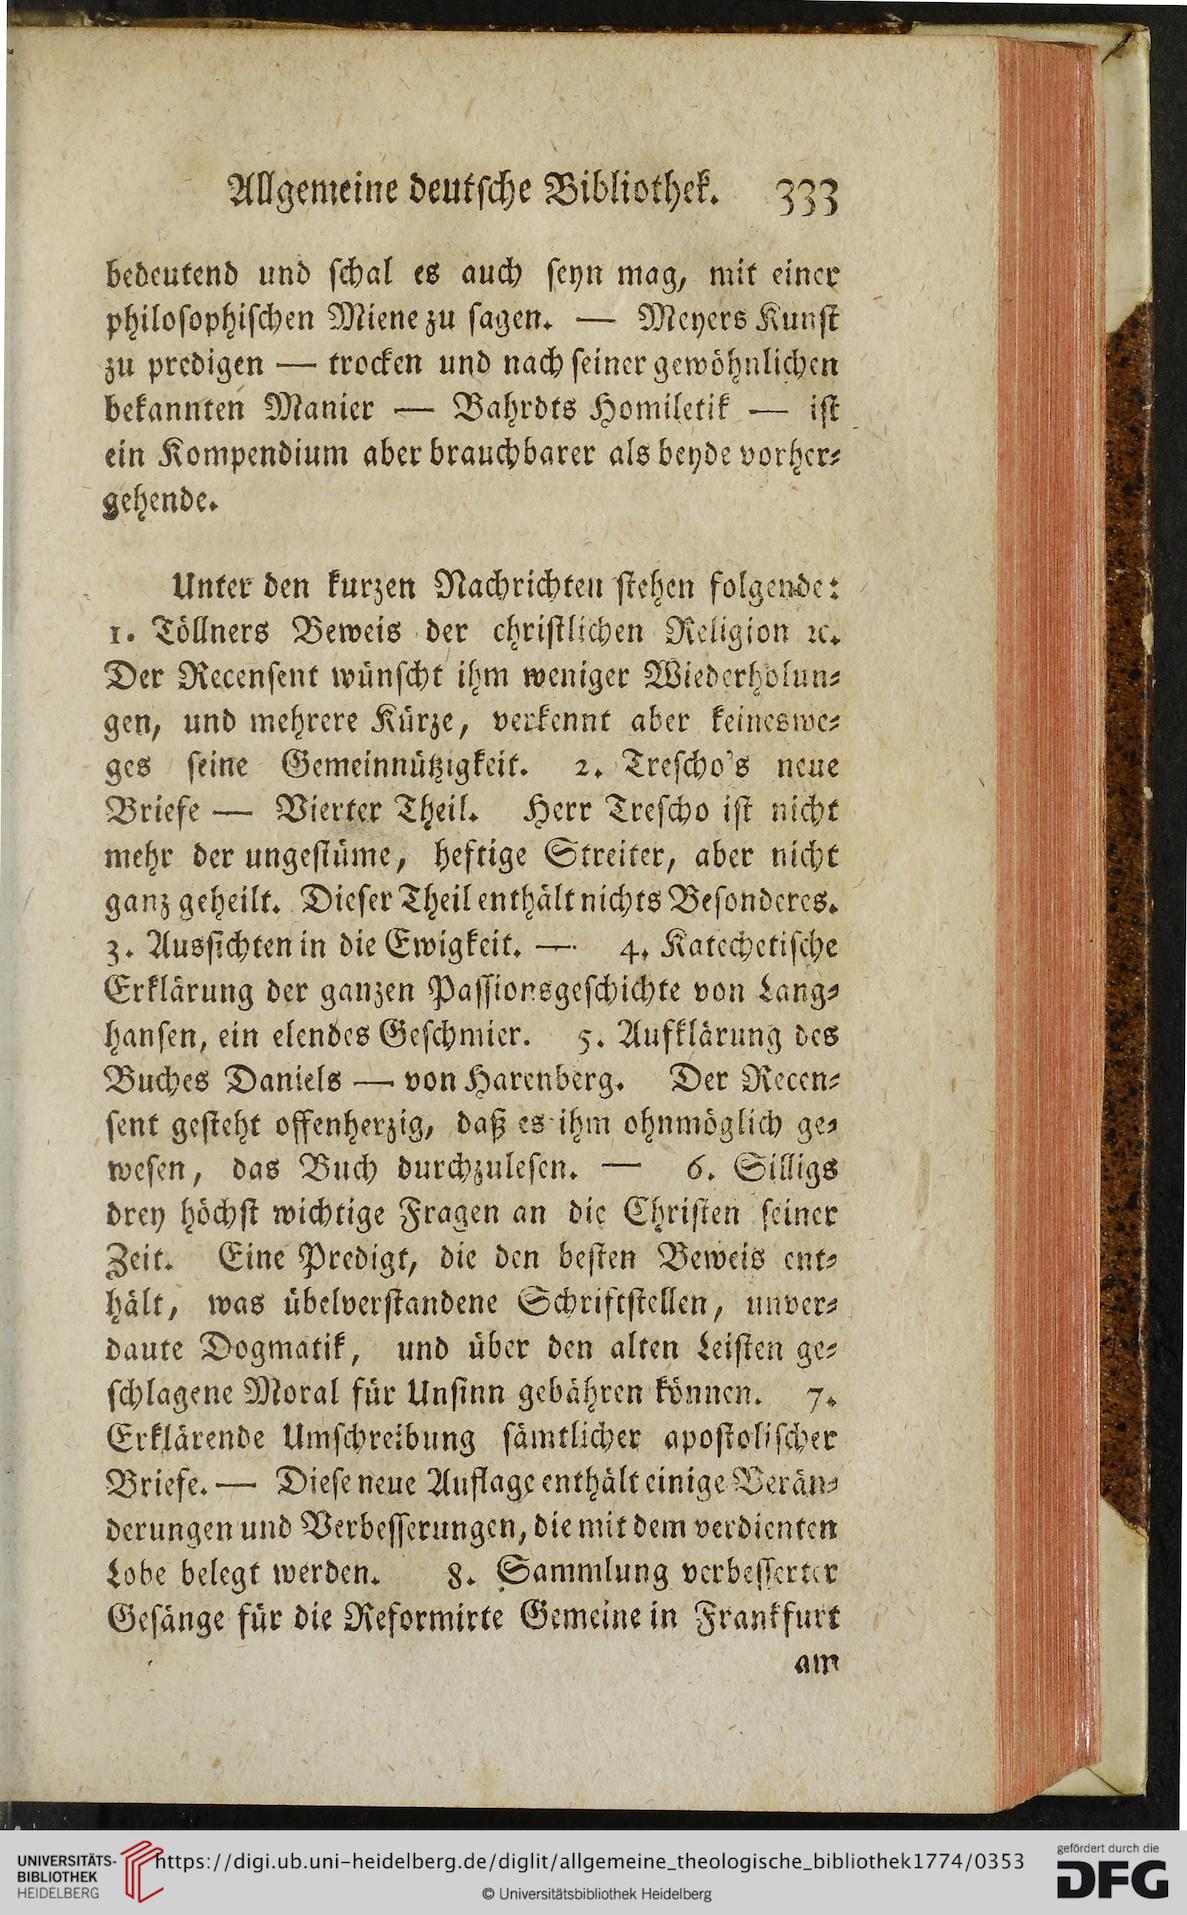 Allgemeine deutsche Bibliothek. 333
bedeutend und schal es auch seyn mag, mit einer
philosophischen Miene zu sagen. — Meyers Kunst
zu predigen — trocken und nach seiner gewöhnlichen
bekannten Manier — Bahrdts Homiletik — ist
ein Kompendium aber brauchbarer als beyde vorher-
gehende.
Unter den kurzen Nachrichten stehen folgende:
1. Töllners Beweis der christlichen Religion ꝛc.
Der Recensent wünscht ihm weniger Wiederholun-
gen, und mehrere Kürze, verkennt aber keineswe-
ges seine Gemeinnützigkeit. 2. Trescho's neue
Briefe — Vierter Theil. Herr Trescho ist nicht
mehr der ungestüme, heftige Streiter, aber nicht
ganz geheilt. Dieser Theil enthält nichts Besonderes.
3. Aussichten in die Ewigkeit. — 4. Katechetische
Erklärung der ganzen Passionsgeschichte von Lang-
hansen, ein elendes Geschmier. 5. Aufklärung des
Buches Daniels — von Harenberg. Der Recen-
sent gesteht offenherzig, daß es ihm ohnmöglich ge-
wesen, das Buch durchzulesen. — 6. Silligs
drey höchst wichtige Fragen an die Christen seiner
Zeit. Eine Predigt, die den besten Beweis ent-
hält, was übelverstandene Schriftstellen, unver-
daute Dogmatik, und über den alten Leisten ge-
schlagene Moral für Unsinn gebähren können. 7.
Erklärende Umschreibung sämtlicher apostolischer
Briefe. — Diese neue Auflage enthält einige Verän-
derungen und Verbesserungen, die mit dem verdienten
Lobe belegt werden. 8. Sammlung verbesserter
Gesänge für die Reformirte Gemeine in Frankfurt
am
UNIVERSITÄTS-
BIBLIOTHEK
HEIDELBERG
https://digi.ub.uni-heidelberg.de/diglit/allgemeine_theologische_bibliothek1774/0353
© Universitätsbibliothek Heidelberg
gefördert durch die
DFG